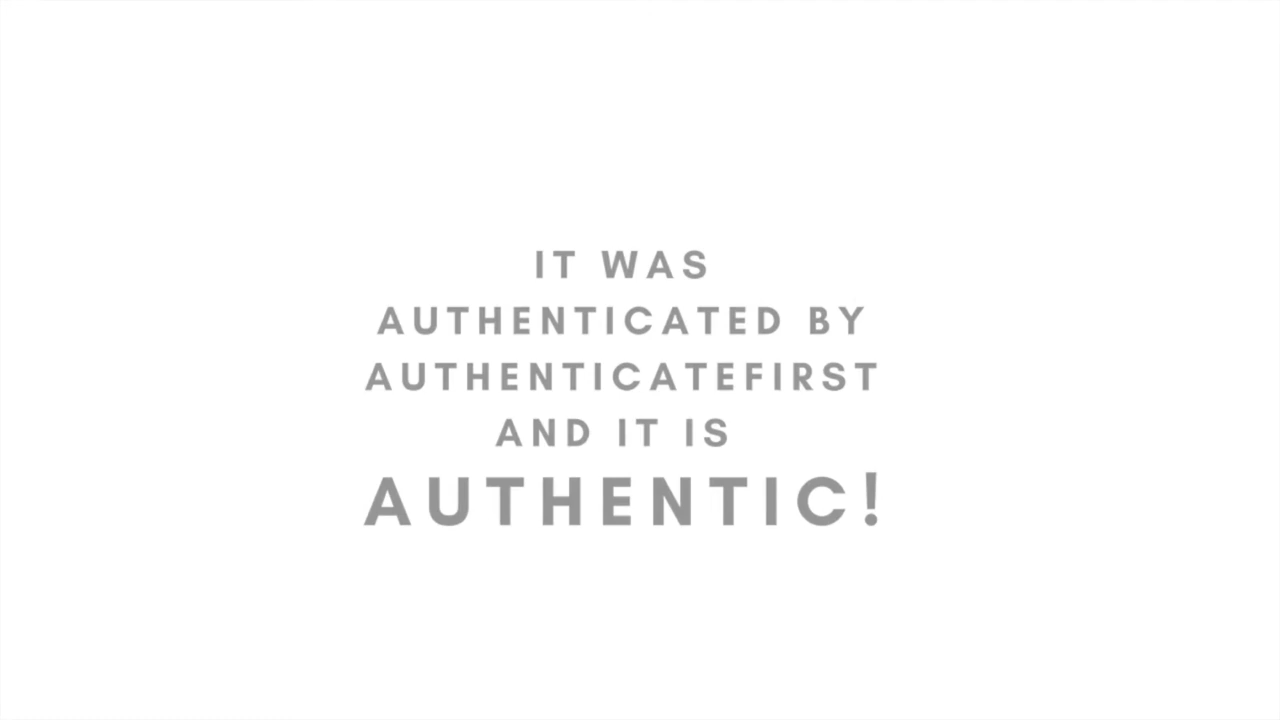 IT WAS
AUTHENTICATED BY
AUTHENTICATEFIRST
AND IT IS
AUTHENTIC!